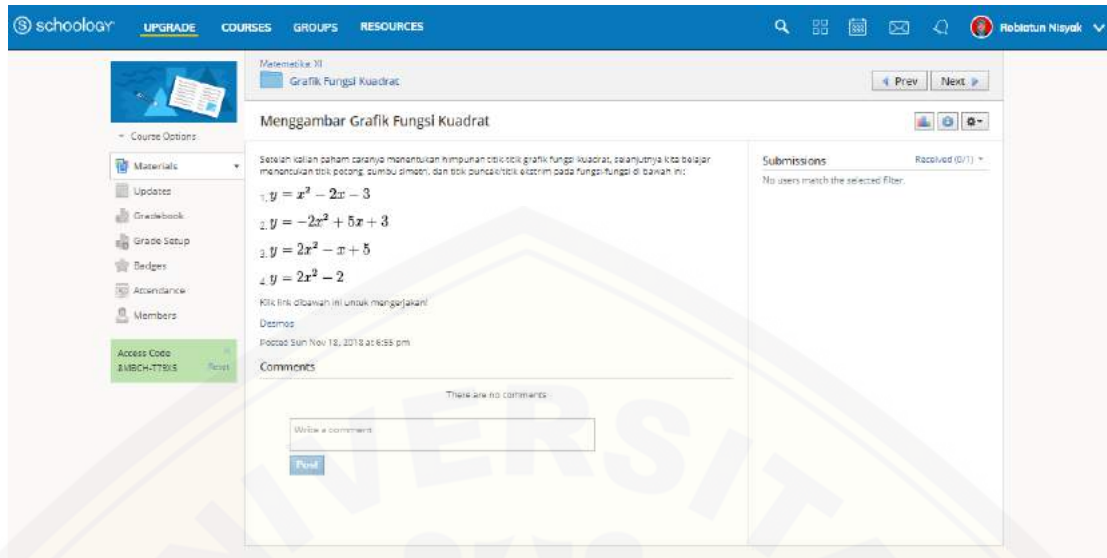 schoology UPGRADE COURSES GROUPS RESOURCES Robiatun Nisyak
Matematika XI
Grafik Fungsi Kuadrat
Prev Next
Menggambar Grafik Fungsi Kuadrat
Course Options
Materials
Updates
Gradebook
Grade Setup
Badges
Attendance
Members
Access Code
Reset
Setelah kalian paham caranya menentukan himpunan titik-titik grafik fungsi kuadrat, selanjutnya kita belajar
menentukan titik potong, sumbu simetri, dan titik puncak/titik ekstrim pada fungsi-fungsi di bawah ini:
1. y = x² − 2x − 3
2. y = −2x² + 5x + 3
3. y = 2x² − x + 5
4. y = 2x² − 2
Klik link dibawah ini untuk mengerjakan!
Desmos
Posted Sun Nov 18, 2018 at 6:55 pm
Comments
There are no comments
Write a comment
Post
Submissions Received (0/1)
No users match the selected filter.
UNIVERSITA